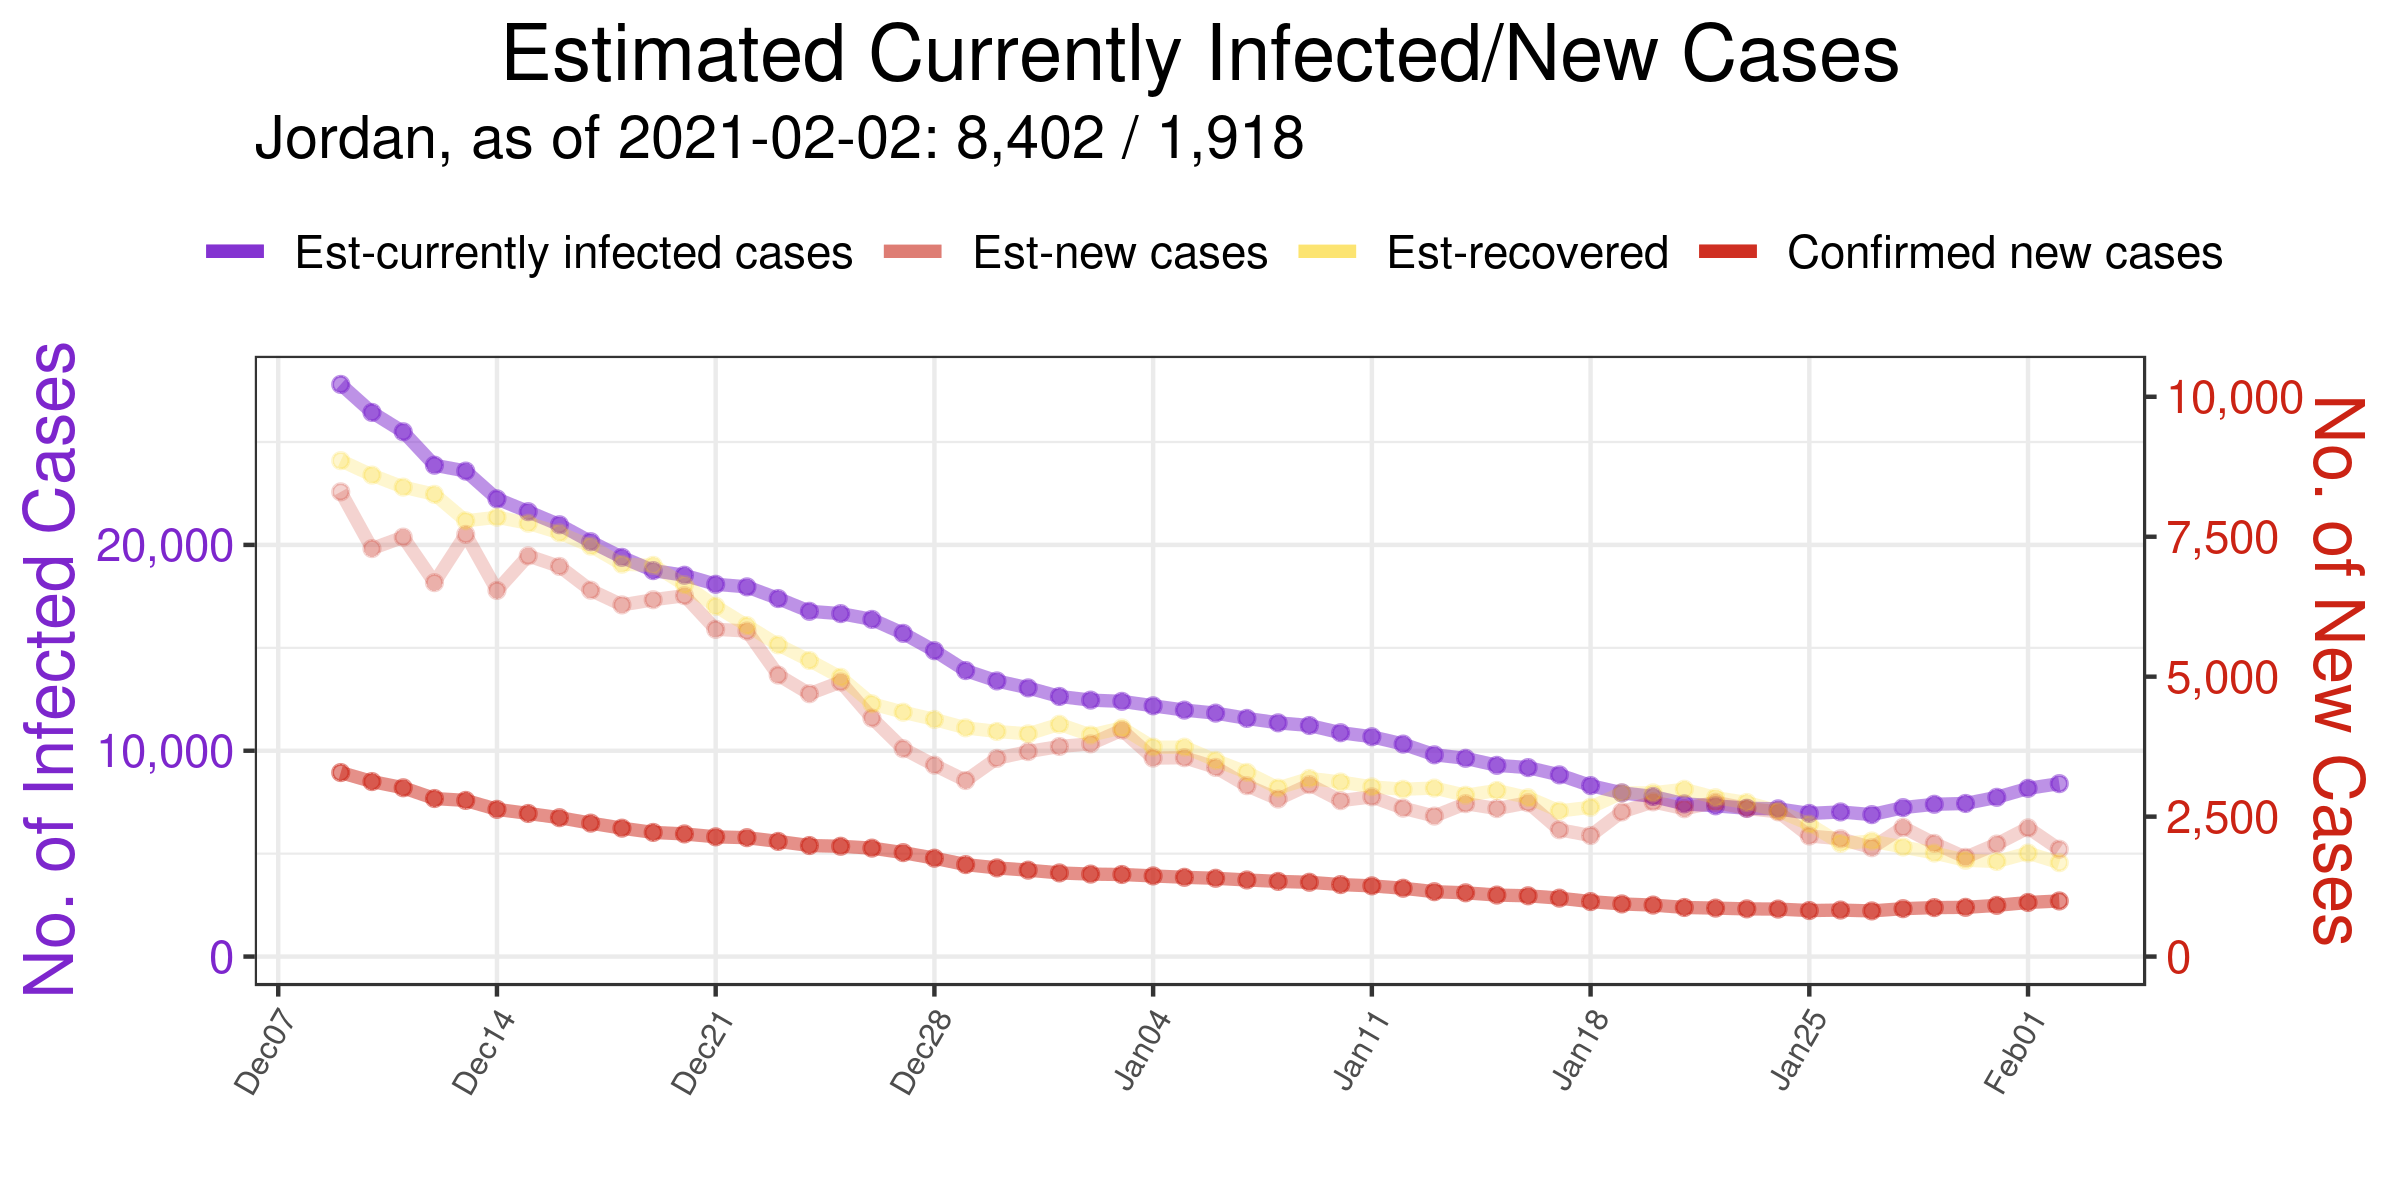 Estimated Currently Infected/New Cases
Jordan, as of 2021-02-02: 8,402 / 1,918
Est-currently infected cases Est-new cases Est-recovered Confirmed new cases
No. of Infected Cases
20,000
10,000
0
10,000
7,500
5,000
2,500
0
No. of New Cases
Dec07 Dec14 Dec21 Dec28 Jan04 Jan11 Jan18 Jan25 Feb01